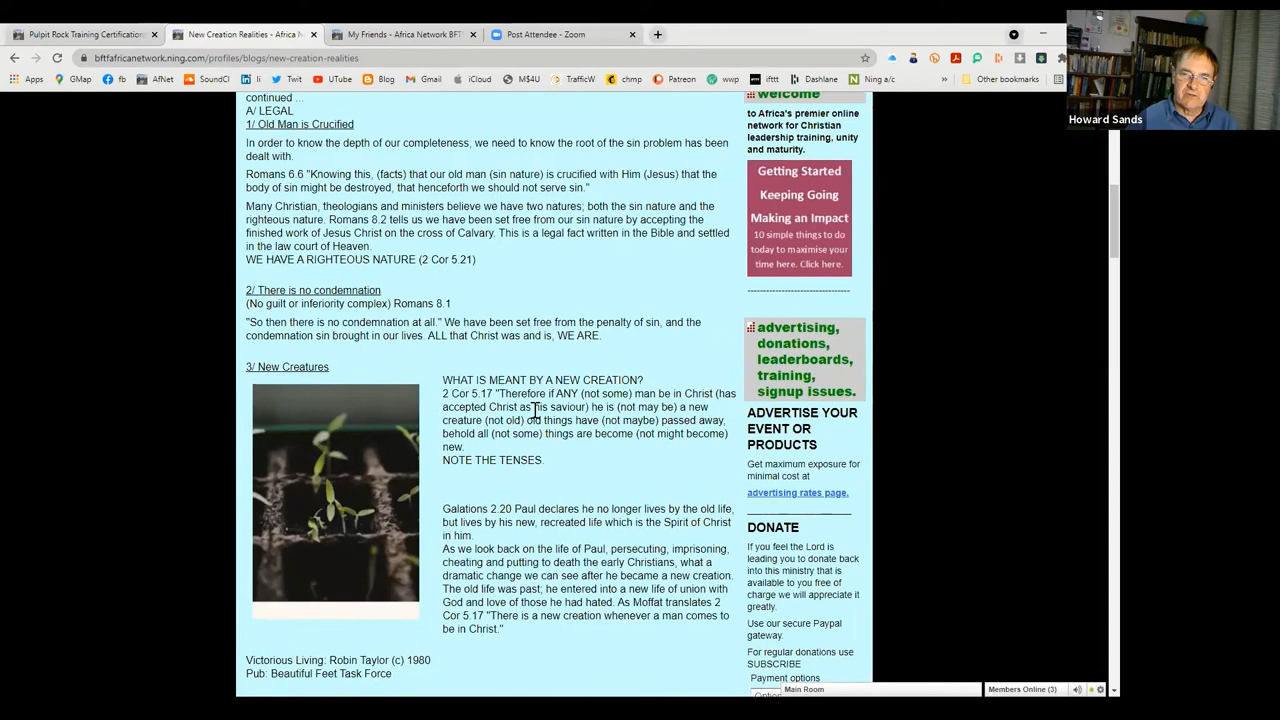 Pulpit Rock Training Certification
New Creation Realities - Africa N
My Friends - Africa Network BFT
Post Attendee - Zoom
bftfafricanetwork.ning.com/profiles/blogs/new-creation-realities
Apps
GMap
fb
AfNet
SoundCl
li
Twit
UTube
Blog
Gmail
iCloud
M$4U
TrafficW
chmp
Patreon
wwp
ifttt
Dashlane
Ning a/c
Other bookmarks
Howard Sands
continued ...
A/ LEGAL
1/ Old Man is Crucified
In order to know the depth of our completeness, we need to know the root of the sin problem has been
dealt with.
Romans 6.6 "Knowing this, (facts) that our old man (sin nature) is crucified with Him (Jesus) that the
body of sin might be destroyed, that henceforth we should not serve sin."
Many Christian, theologians and ministers believe we have two natures; both the sin nature and the
righteous nature. Romans 8.2 tells us we have been set free from our sin nature by accepting the
finished work of Jesus Christ on the cross of Calvary. This is a legal fact written in the Bible and settled
in the law court of Heaven.
WE HAVE A RIGHTEOUS NATURE (2 Cor 5.21)
2/ There is no condemnation
(No guilt or inferiority complex) Romans 8.1
"So then there is no condemnation at all." We have been set free from the penalty of sin, and the
condemnation sin brought in our lives. ALL that Christ was and is, WE ARE.
3/ New Creatures
WHAT IS MEANT BY A NEW CREATION?
2 Cor 5.17 "Therefore if ANY (not some) man be in Christ (has
accepted Christ as his saviour) he is (not may be) a new
creature (not old) old things have (not maybe) passed away,
behold all (not some) things are become (not might become)
new.
NOTE THE TENSES.
Galations 2.20 Paul declares he no longer lives by the old life,
but lives by his new, recreated life which is the Spirit of Christ
in him.
As we look back on the life of Paul, persecuting, imprisoning,
cheating and putting to death the early Christians, what a
dramatic change we can see after he became a new creation.
The old life was past; he entered into a new life of union with
God and love of those he had hated. As Moffat translates 2
Cor 5.17 "There is a new creation whenever a man comes to
be in Christ."
Victorious Living: Robin Taylor (c) 1980
Pub: Beautiful Feet Task Force
welcome
to Africa's premier online
network for Christian
leadership training, unity
and maturity.
Getting Started
Keeping Going
Making an Impact
10 simple things to do
today to maximise your
time here. Click here.
advertising,
donations,
leaderboards,
training,
signup issues.
ADVERTISE YOUR
EVENT OR
PRODUCTS
Get maximum exposure for
minimal cost at
advertising rates page.
DONATE
If you feel the Lord is
leading you to donate back
into this ministry that is
available to you free of
charge we will appreciate it
greatly.
Use our secure Paypal
gateway.
For regular donations use
SUBSCRIBE
Payment options
Main Room
Members Online (3)